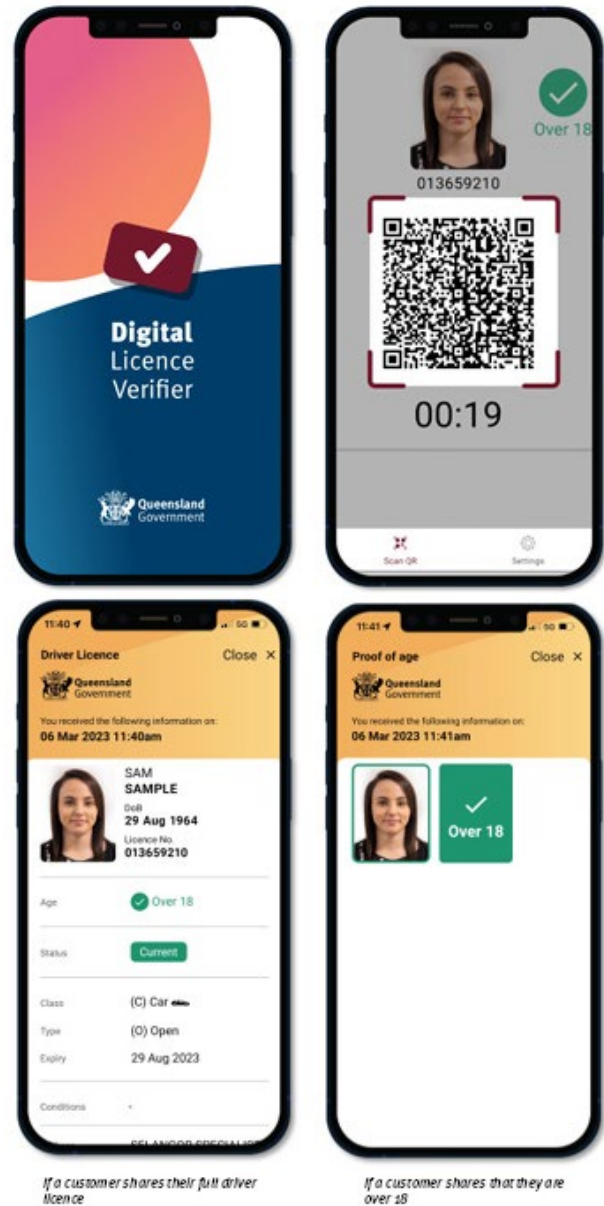 Digital
Licence
Verifier
Queensland
Government
Over 18
013659210
00:19
Scan QR
Settings
11:40
5G
Driver Licence
Close ×
Queensland
Government
You received the following information on:
06 Mar 2023 11:40am
SAM
SAMPLE
DoB
29 Aug 1964
Licence No.
013659210
Age
Over 18
Status
Current
Class
(C) Car
Type
(O) Open
Expiry
29 Aug 2023
Conditions
-
SELANGOR SPECIALIS
If a customer shares their full driver
licence
11:41
5G
Proof of age
Close ×
Queensland
Government
You received the following information on:
06 Mar 2023 11:41am
Over 18
If a customer shares that they are
over 18